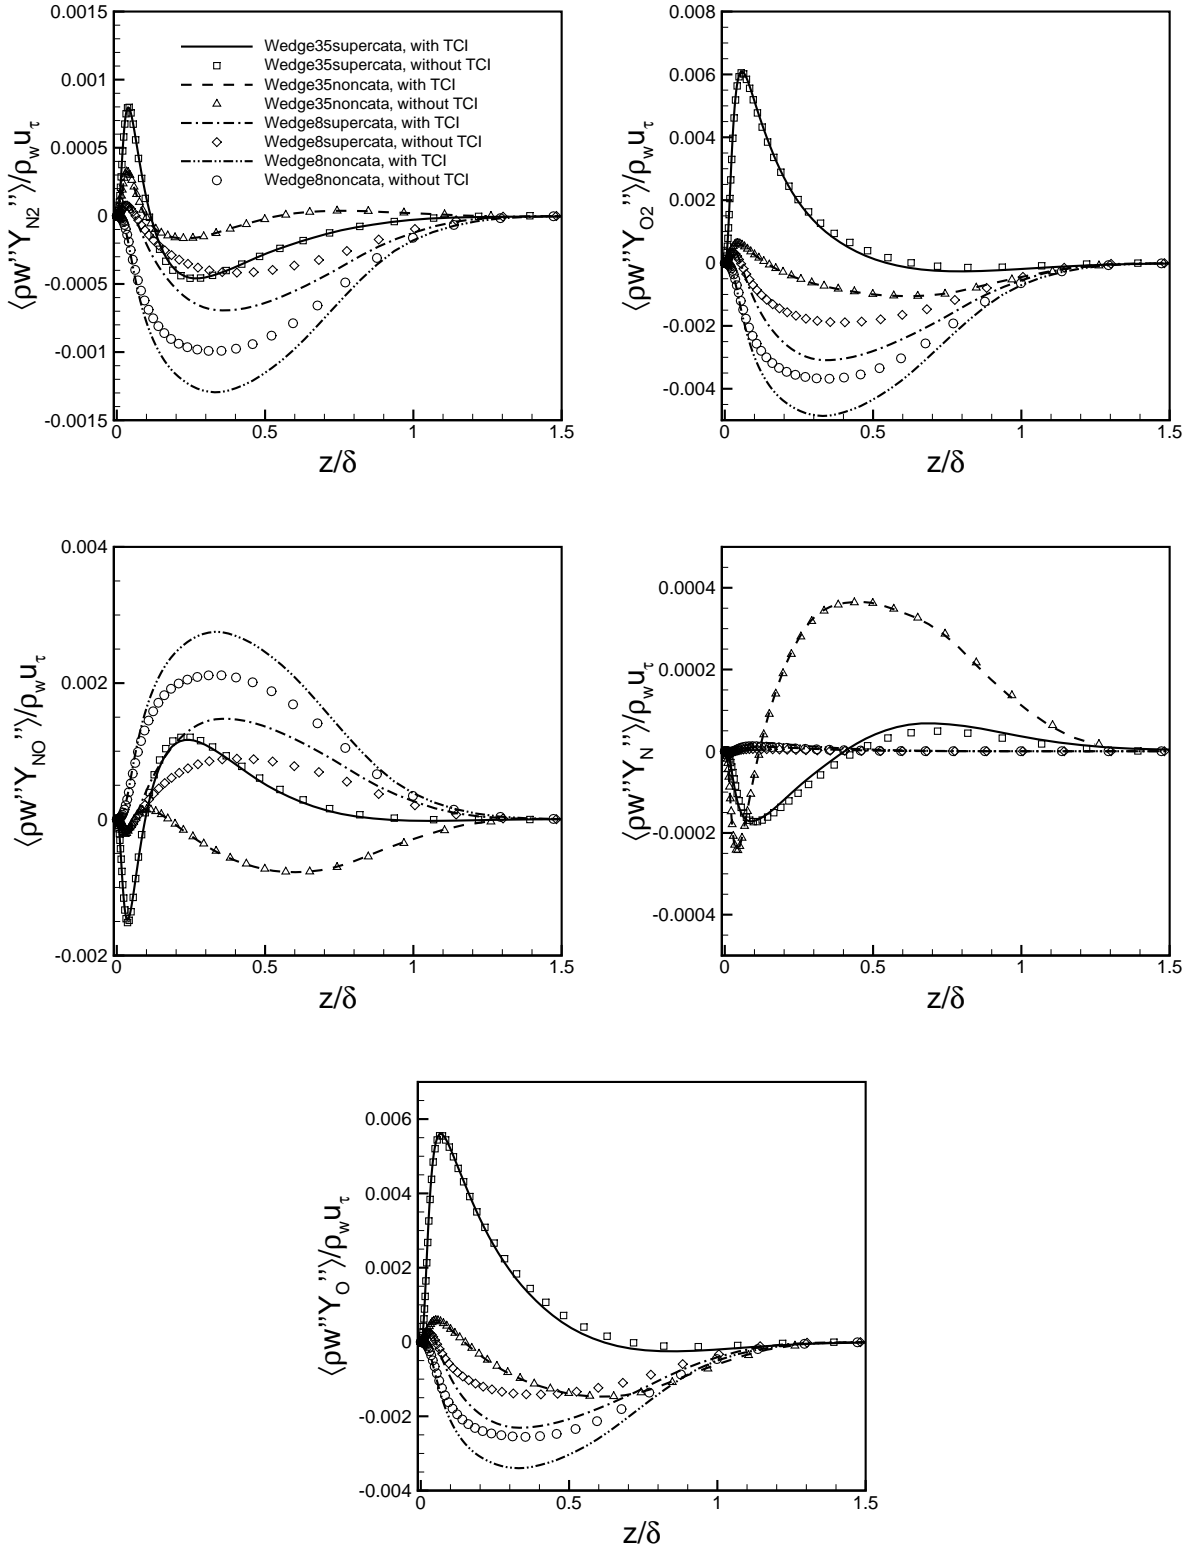 0.0015
0.001
0.0005
0
-0.0005
-0.001
-0.0015
0
0.5
1
1.5
z/δ
⟨ρw"Y_N2"⟩/ρ_w u_τ
Wedge35supercata, with TCI
Wedge35supercata, without TCI
Wedge35noncata, with TCI
Wedge35noncata, without TCI
Wedge8supercata, with TCI
Wedge8supercata, without TCI
Wedge8noncata, with TCI
Wedge8noncata, without TCI
0.008
0.006
0.004
0.002
0
-0.002
-0.004
0
0.5
1
1.5
z/δ
⟨ρw"Y_O2"⟩/ρ_w u_τ
0.004
0.002
0
-0.002
0
0.5
1
1.5
z/δ
⟨ρw"Y_NO"⟩/ρ_w u_τ
0.0004
0.0002
0
-0.0002
-0.0004
0
0.5
1
1.5
z/δ
⟨ρw"Y_N"⟩/ρ_w u_τ
0.006
0.004
0.002
0
-0.002
-0.004
0
0.5
1
1.5
z/δ
⟨ρw"Y_O"⟩/ρ_w u_τ